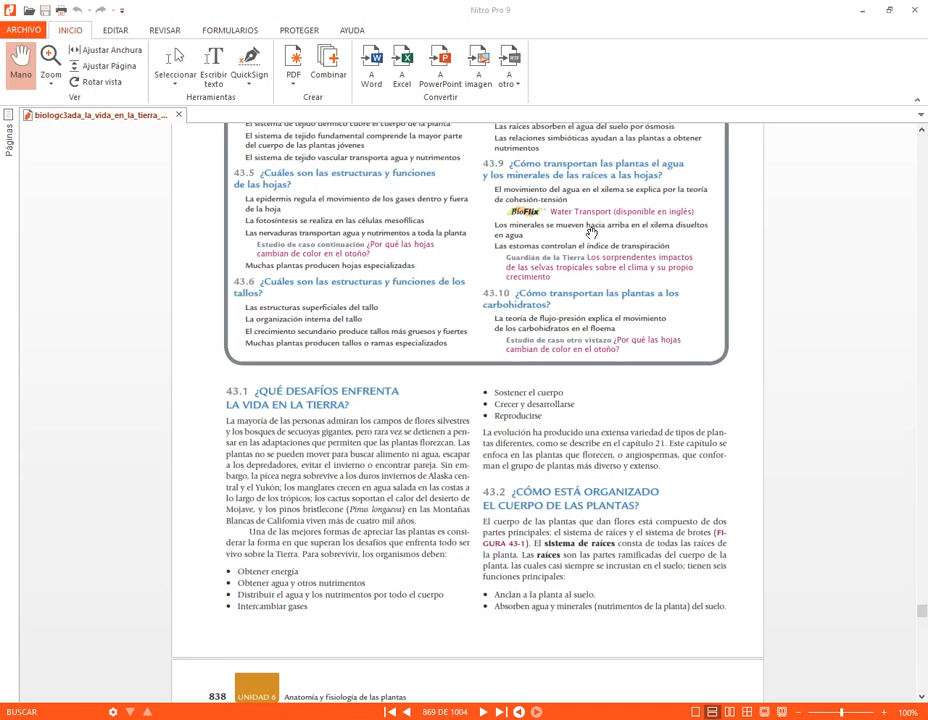 Nitro Pro 9
ARCHIVO INICIO EDITAR REVISAR FORMULARIOS PROTEGER AYUDA
Mano
Zoom
Ajustar Anchura
Ajustar Página
Rotar vista
Ver
Seleccionar
Escribir texto
QuickSign
Herramientas
PDF
Combinar
Crear
A Word
A Excel
A PowerPoint
A imagen
A otro
Convertir
biologc3ada_la_vida_en_la_tierra_...
Páginas
El sistema de tejido dérmico cubre el cuerpo de la planta
El sistema de tejido fundamental comprende la mayor parte
del cuerpo de las plantas jóvenes
El sistema de tejido vascular transporta agua y nutrimentos
43.5 ¿Cuáles son las estructuras y funciones
de las hojas?
La epidermis regula el movimiento de los gases dentro y fuera
de la hoja
La fotosíntesis se realiza en las células mesofílicas
Las nervaduras transportan agua y nutrimentos a toda la planta
Estudio de caso continuación ¿Por qué las hojas
cambian de color en el otoño?
Muchas plantas producen hojas especializadas
43.6 ¿Cuáles son las estructuras y funciones de los
tallos?
Las estructuras superficiales del tallo
La organización interna del tallo
El crecimiento secundario produce tallos más gruesos y fuertes
Muchas plantas producen tallos o ramas especializados
Las raíces absorben el agua del suelo por ósmosis
Las relaciones simbióticas ayudan a las plantas a obtener
nutrimentos
43.9 ¿Cómo transportan las plantas el agua
y los minerales de las raíces a las hojas?
El movimiento del agua en el xilema se explica por la teoría
de cohesión-tensión
BioFlix Water Transport (disponible en inglés)
Los minerales se mueven hacia arriba en el xilema disueltos
en agua
Las estomas controlan el índice de transpiración
Guardián de la Tierra Los sorprendentes impactos
de las selvas tropicales sobre el clima y su propio
crecimiento
43.10 ¿Cómo transportan las plantas a los
carbohidratos?
La teoría de flujo-presión explica el movimiento
de los carbohidratos en el floema
Estudio de caso otro vistazo ¿Por qué las hojas
cambian de color en el otoño?
43.1 ¿QUÉ DESAFÍOS ENFRENTA
LA VIDA EN LA TIERRA?
La mayoría de las personas admiran los campos de flores silvestres
y los bosques de secuoyas gigantes, pero rara vez se detienen a pen-
sar en las adaptaciones que permiten que las plantas florezcan. Las
plantas no se pueden mover para buscar alimento ni agua, escapar
a los depredadores, evitar el invierno o encontrar pareja. Sin em-
bargo, la pícea negra sobrevive a los duros inviernos de Alaska cen-
tral y el Yukón; los manglares crecen en agua salada en las costas a
lo largo de los trópicos; los cactus soportan el calor del desierto de
Mojave, y los pinos bristlecone (Pinus longaeva) en las Montañas
Blancas de California viven más de cuatro mil años.
Una de las mejores formas de apreciar las plantas es consi-
derar la forma en que superan los desafíos que enfrenta todo ser
vivo sobre la Tierra. Para sobrevivir, los organismos deben:
• Obtener energía
• Obtener agua y otros nutrimentos
• Distribuir el agua y los nutrimentos por todo el cuerpo
• Intercambiar gases
• Sostener el cuerpo
• Crecer y desarrollarse
• Reproducirse
La evolución ha producido una extensa variedad de tipos de plan-
tas diferentes, como se describe en el capítulo 21. Este capítulo se
enfoca en las plantas que florecen, o angiospermas, que confor-
man el grupo de plantas más diverso y extenso.
43.2 ¿CÓMO ESTÁ ORGANIZADO
EL CUERPO DE LAS PLANTAS?
El cuerpo de las plantas que dan flores está compuesto de dos
partes principales: el sistema de raíces y el sistema de brotes (FI-
GURA 43-1). El sistema de raíces consta de todas las raíces de
la planta. Las raíces son las partes ramificadas del cuerpo de la
planta, las cuales casi siempre se incrustan en el suelo; tienen seis
funciones principales:
• Anclan a la planta al suelo.
• Absorben agua y minerales (nutrimentos de la planta) del suelo.
838 UNIDAD 6 Anatomía y fisiología de las plantas
BUSCAR
869 DE 1004
100%